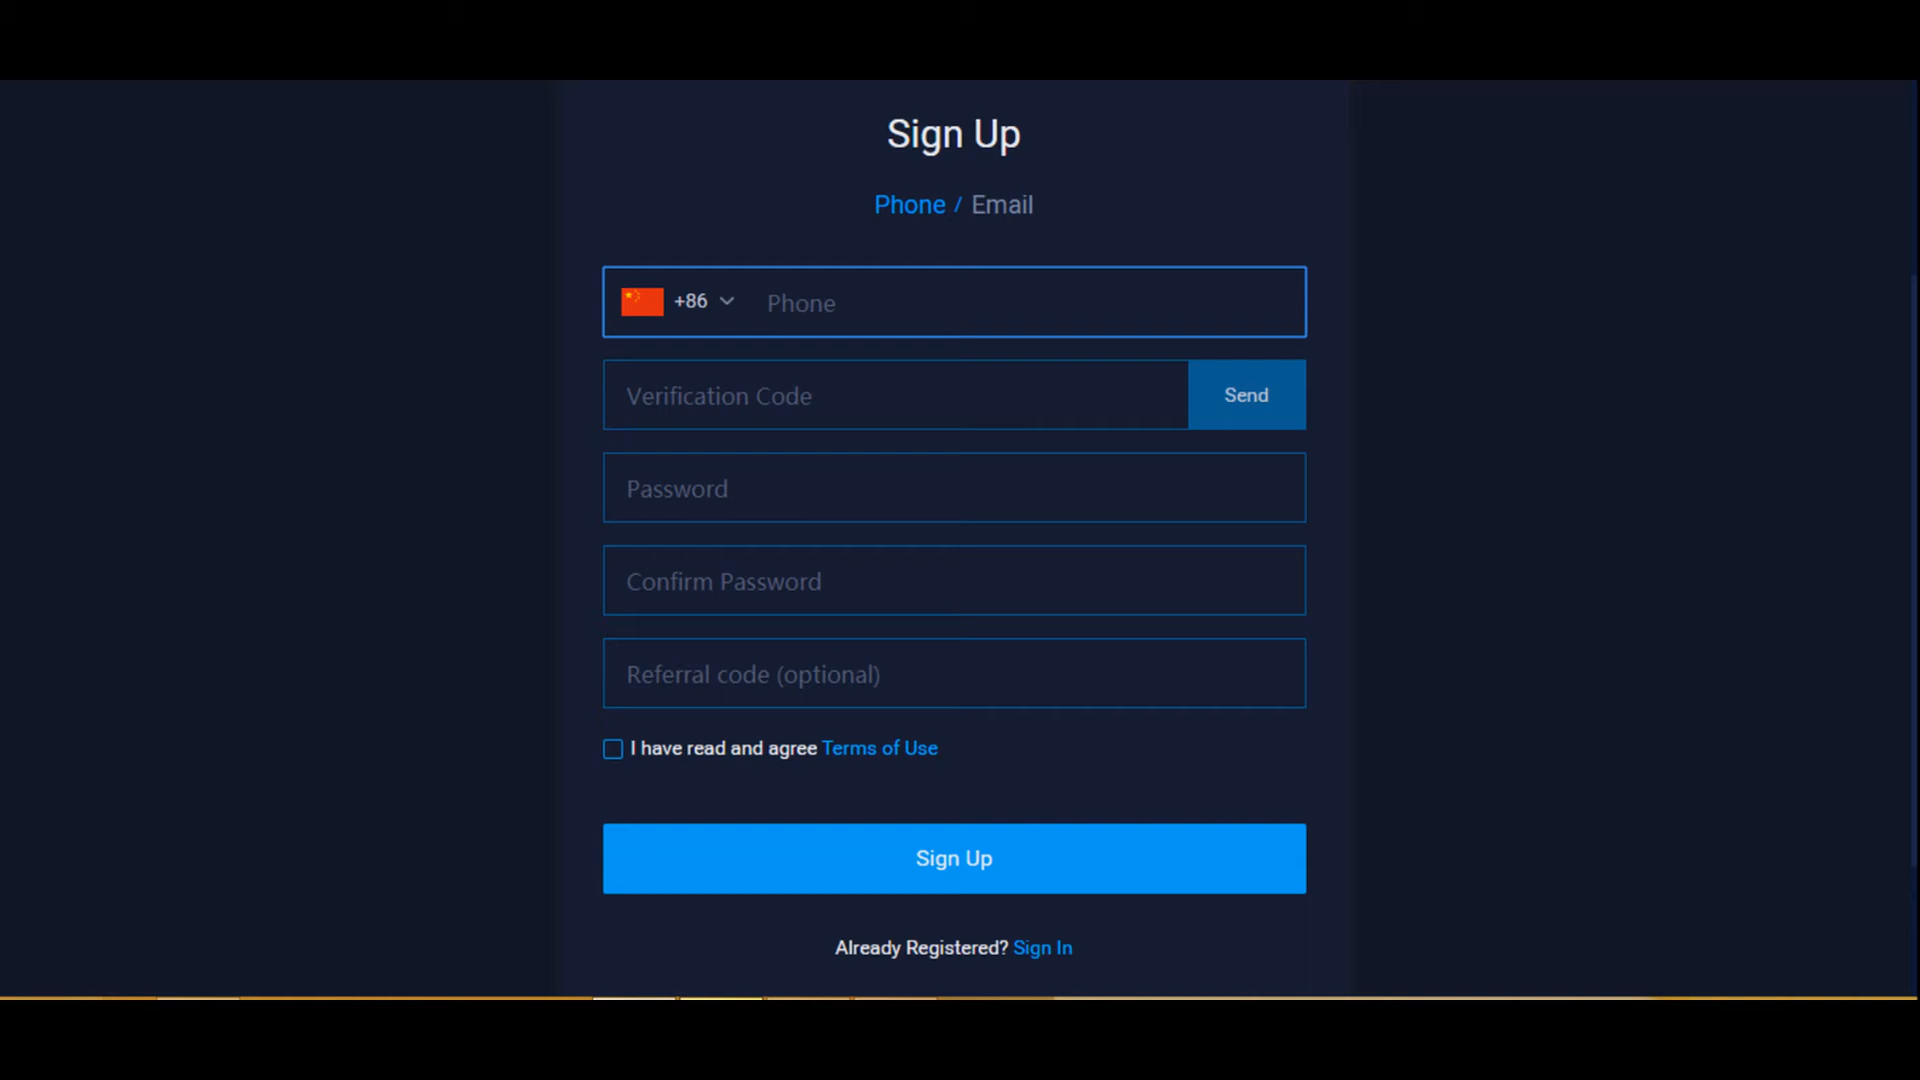 Sign Up
Phone / Email
+86 Phone
Verification Code Send
Password
Confirm Password
Referral code (optional)
I have read and agree Terms of Use
Sign Up
Already Registered? Sign In